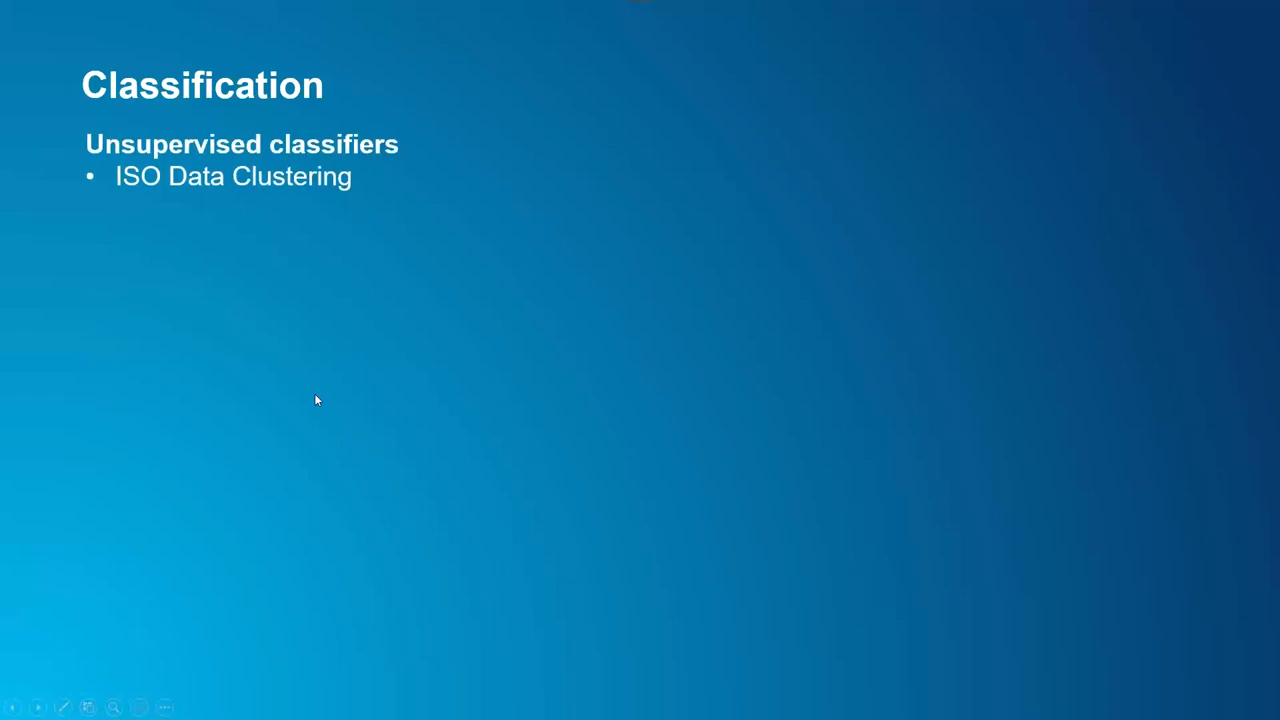 Classification
Unsupervised classifiers
• ISO Data Clustering